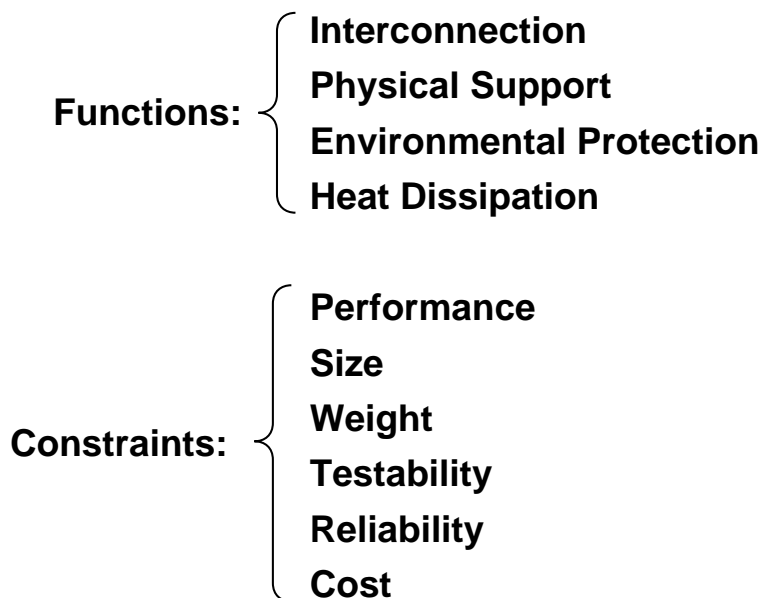 Functions:
Interconnection
Physical Support
Environmental Protection
Heat Dissipation
Constraints:
Performance
Size
Weight
Testability
Reliability
Cost